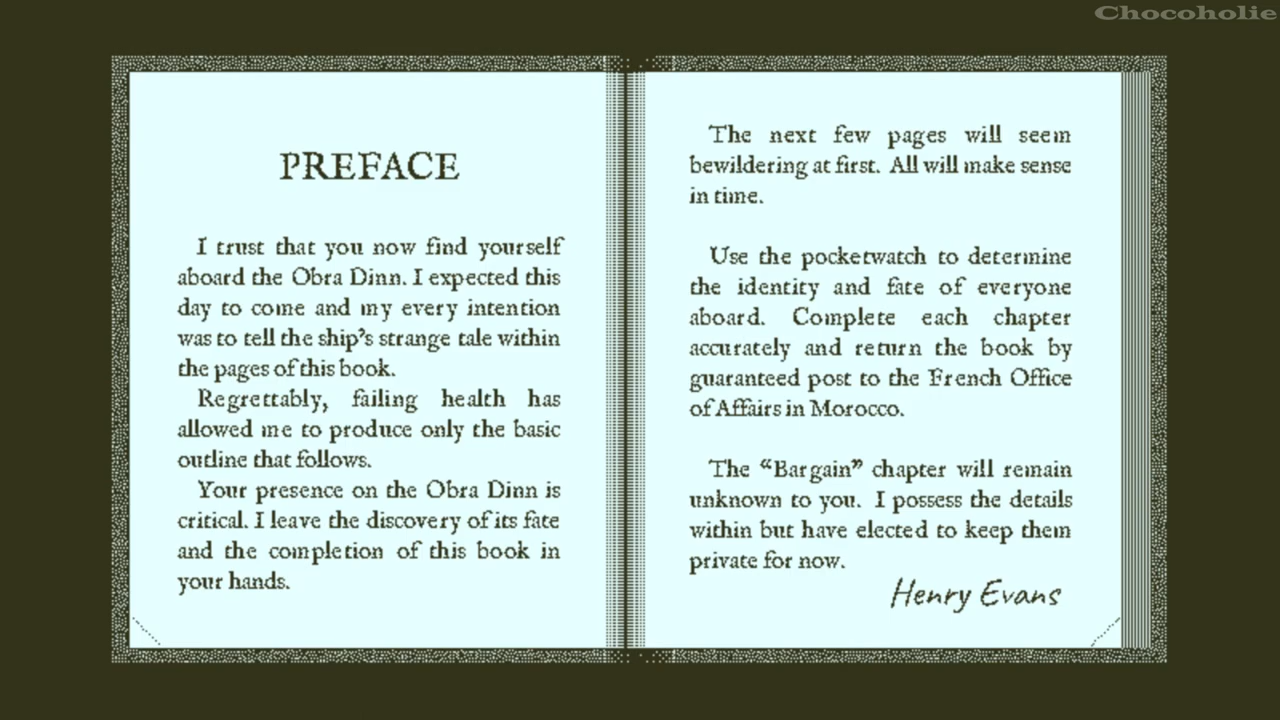 Chocoholie
PREFACE
I trust that you now find yourself
aboard the Obra Dinn. I expected this
day to come and my every intention
was to tell the ship's strange tale within
the pages of this book.
Regrettably, failing health has
allowed me to produce only the basic
outline that follows.
Your presence on the Obra Dinn is
critical. I leave the discovery of its fate
and the completion of this book in
your hands.
The next few pages will seem
bewildering at first. All will make sense
in time.
Use the pocketwatch to determine
the identity and fate of everyone
aboard. Complete each chapter
accurately and return the book by
guaranteed post to the French Office
of Affairs in Morocco.
The “Bargain” chapter will remain
unknown to you. I possess the details
within but have elected to keep them
private for now.
Henry Evans